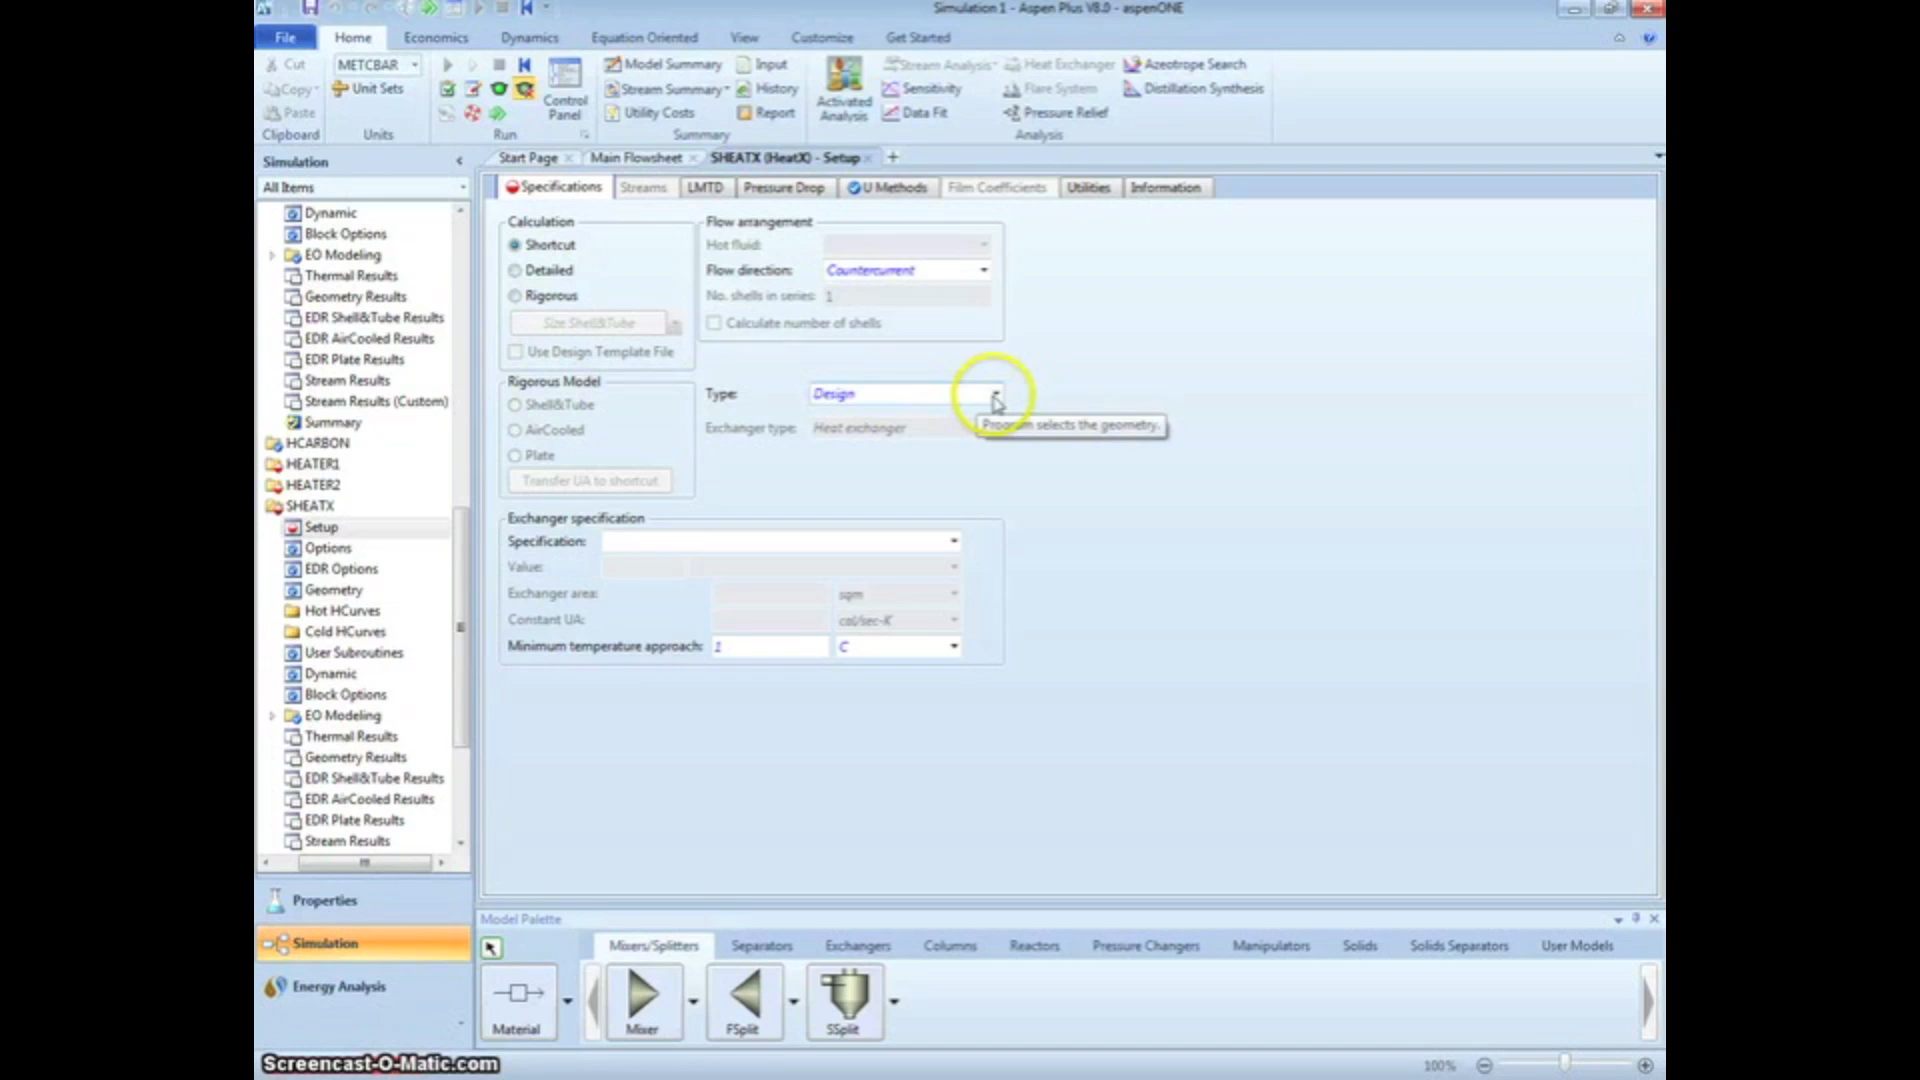 Simulation 1 - Aspen Plus V8.0 - aspenONE
File Home Economics Dynamics Equation Oriented View Customize Get Started
Cut METCBAR Model Summary Input Stream Analysis Heat Exchanger Azeotrope Search
Copy Unit Sets Stream Summary History Sensitivity Flare System Distillation Synthesis
Paste Control Panel Utility Costs Report Activated Analysis Data Fit Pressure Relief
Clipboard Units Run Summary Analysis
Simulation
All Items
Dynamic
Block Options
EO Modeling
Thermal Results
Geometry Results
EDR Shell&Tube Results
EDR AirCooled Results
EDR Plate Results
Stream Results
Stream Results (Custom)
Summary
HCARBON
HEATER1
HEATER2
SHEATX
Setup
Options
EDR Options
Geometry
Hot HCurves
Cold HCurves
User Subroutines
Dynamic
Block Options
EO Modeling
Thermal Results
Geometry Results
EDR Shell&Tube Results
EDR AirCooled Results
EDR Plate Results
Stream Results
Properties
Simulation
Energy Analysis
Start Page Main Flowsheet SHEATX (HeatX) - Setup +
Specifications Streams LMTD Pressure Drop U Methods Film Coefficients Utilities Information
Calculation
Shortcut
Detailed
Rigorous
Size Shell&Tube
Use Design Template File
Flow arrangement
Hot fluid:
Flow direction: Countercurrent
No. shells in series: 1
Calculate number of shells
Rigorous Model
Shell&Tube
AirCooled
Plate
Transfer UA to shortcut
Type: Design
Exchanger type: Heat exchanger
Program selects the geometry.
Exchanger specification
Specification:
Value:
Exchanger area: sqm
Constant UA: cal/sec-K
Minimum temperature approach: 1 C
Model Palette
Mixers/Splitters Separators Exchangers Columns Reactors Pressure Changers Manipulators Solids Solids Separators User Models
Material Mixer FSplit SSplit
Screencast-O-Matic.com
100%